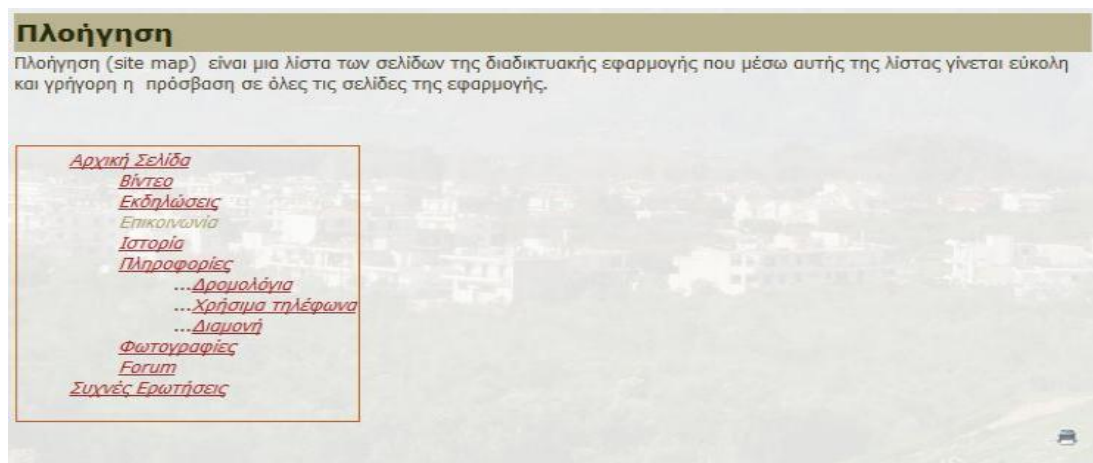 Πλοήγηση
Πλοήγηση (site map) είναι μια λίστα των σελίδων της διαδικτυακής εφαρμογής που μέσω αυτής της λίστας γίνεται εύκολη
και γρήγορη η πρόσβαση σε όλες τις σελίδες της εφαρμογής.
Αρχική Σελίδα
Βίντεο
Εκδηλώσεις
Επικοινωνία
Ιστορία
Πληροφορίες
...Δρομολόγια
...Χρήσιμα τηλέφωνα
...Διαμονή
Φωτογραφίες
Forum
Συχνές Ερωτήσεις